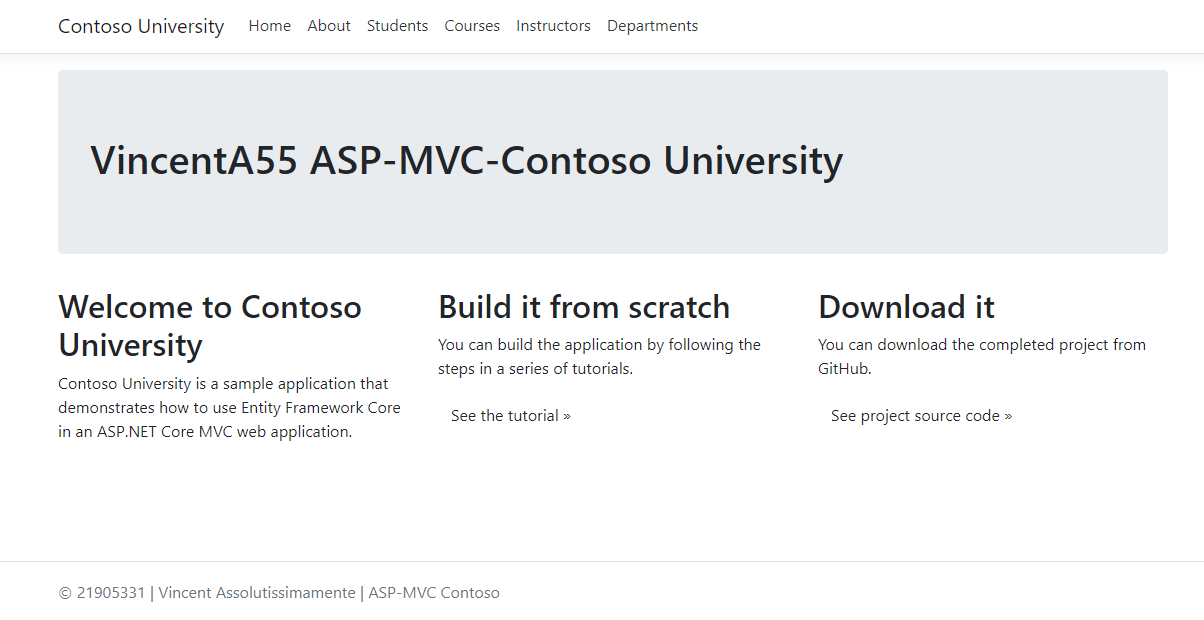 Contoso University Home About Students Courses Instructors Departments
VincentA55 ASP-MVC-Contoso University
Welcome to Contoso
University
Contoso University is a sample application that
demonstrates how to use Entity Framework Core
in an ASP.NET Core MVC web application.
Build it from scratch
You can build the application by following the
steps in a series of tutorials.
See the tutorial »
Download it
You can download the completed project from
GitHub.
See project source code »
© 21905331 | Vincent Assolutissimamente | ASP-MVC Contoso